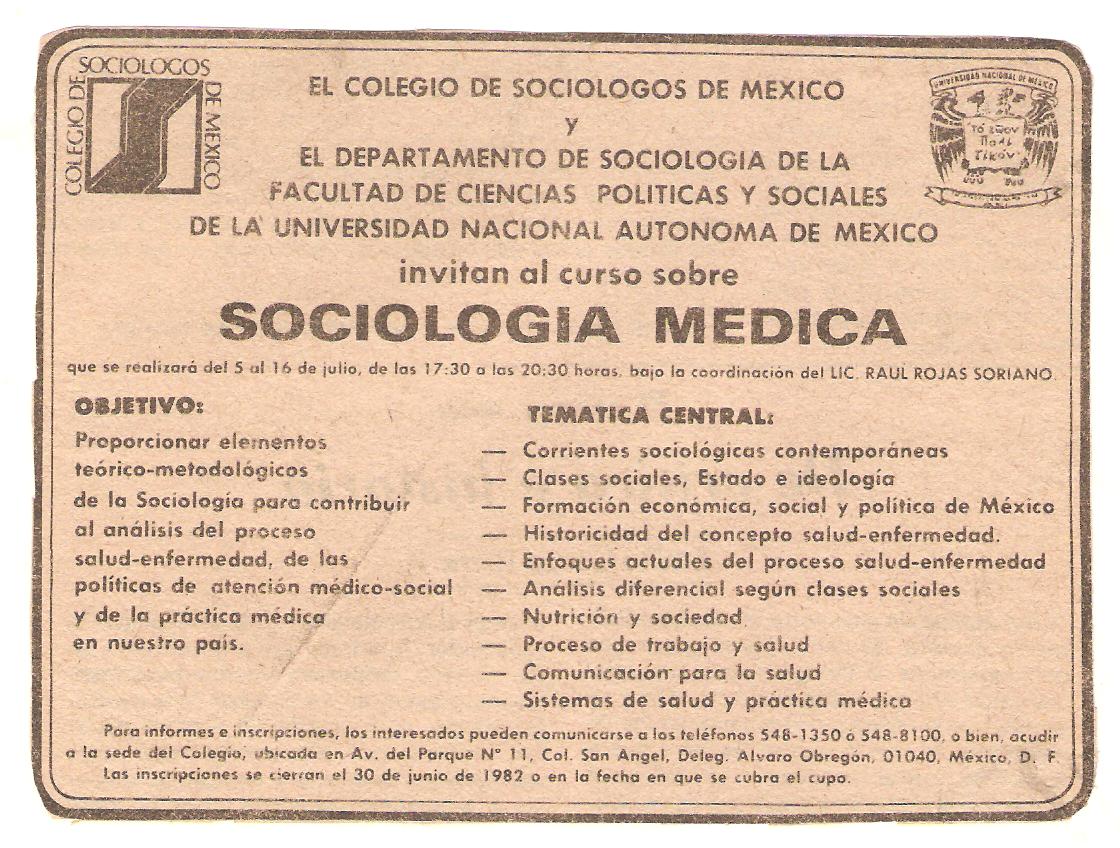 COLEGIO DE SOCIOLOGOS DE MEXICO
UNIVERSIDAD NACIONAL DE MEXICO
EL COLEGIO DE SOCIOLOGOS DE MEXICO
y
EL DEPARTAMENTO DE SOCIOLOGIA DE LA
FACULTAD DE CIENCIAS POLITICAS Y SOCIALES
DE LA UNIVERSIDAD NACIONAL AUTONOMA DE MEXICO
invitan al curso sobre
SOCIOLOGIA MEDICA
que se realizará del 5 al 16 de julio, de las 17:30 a las 20:30 horas, bajo la coordinación del LIC. RAUL ROJAS SORIANO.
OBJETIVO:
Proporcionar elementos
teórico-metodológicos
de la Sociología para contribuir
al análisis del proceso
salud-enfermedad, de las
políticas de atención médico-social
y de la práctica médica
en nuestro país.
TEMATICA CENTRAL:
— Corrientes sociológicas contemporáneas
— Clases sociales, Estado e ideología
— Formación económica, social y política de México
— Historicidad del concepto salud-enfermedad.
— Enfoques actuales del proceso salud-enfermedad
— Análisis diferencial según clases sociales
— Nutrición y sociedad
— Proceso de trabajo y salud
— Comunicación para la salud
— Sistemas de salud y práctica médica
Para informes e inscripciones, los interesados pueden comunicarse a los teléfonos 548-1350 ó 548-8100, o bien, acudir
a la sede del Colegio, ubicada en Av. del Parque N° 11, Col. San Angel, Deleg. Alvaro Obregón, 01040, México, D. F.
Las inscripciones se cierran el 30 de junio de 1982 o en la fecha en que se cubra el cupo.